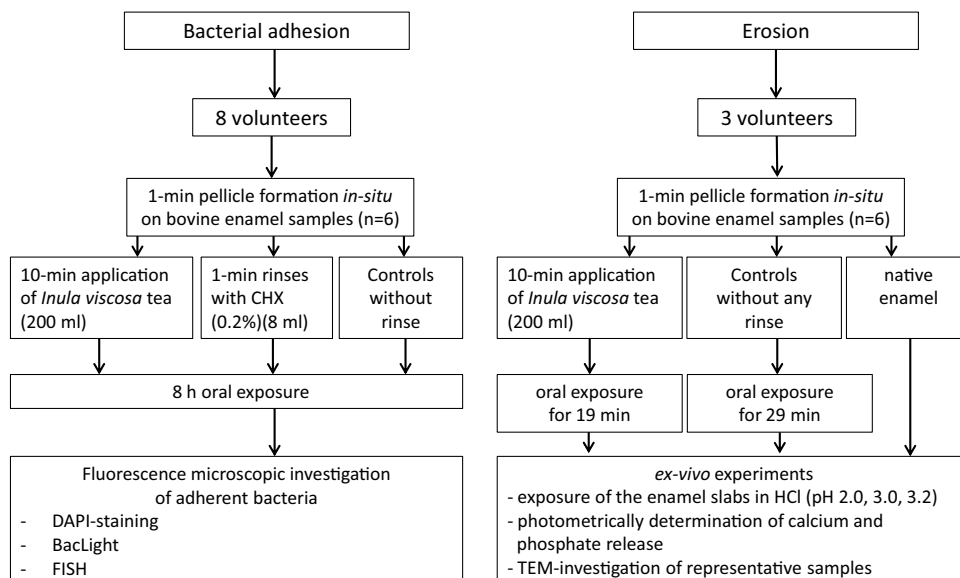 Bacterial adhesion
8 volunteers
1-min pellicle formation in-situ
on bovine enamel samples (n=6)
10-min application
of Inula viscosa tea
(200 ml)
1-min rinses
with CHX
(0.2%)(8 ml)
Controls
without
rinse
8 h oral exposure
Fluorescence microscopic investigation
of adherent bacteria
- DAPI-staining
- BacLight
- FISH
Erosion
3 volunteers
1-min pellicle formation in-situ
on bovine enamel samples (n=6)
10-min application
of Inula viscosa tea
(200 ml)
Controls
without any
rinse
native
enamel
oral exposure
for 19 min
oral exposure
for 29 min
ex-vivo experiments
- exposure of the enamel slabs in HCl (pH 2.0, 3.0, 3.2)
- photometrically determination of calcium and
phosphate release
- TEM-investigation of representative samples